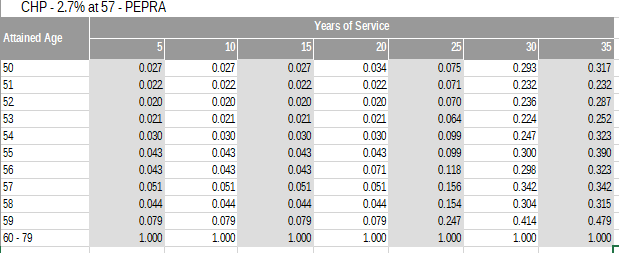 CHP - 2.7% at 57 - PEPRA
Years of Service
Attained Age
5 10 15 20 25 30 35
50 0.027 0.027 0.027 0.034 0.075 0.293 0.317
51 0.022 0.022 0.022 0.022 0.071 0.232 0.232
52 0.020 0.020 0.020 0.020 0.070 0.236 0.287
53 0.021 0.021 0.021 0.021 0.064 0.224 0.252
54 0.030 0.030 0.030 0.030 0.099 0.247 0.323
55 0.043 0.043 0.043 0.043 0.099 0.300 0.390
56 0.043 0.043 0.043 0.071 0.118 0.298 0.323
57 0.051 0.051 0.051 0.051 0.156 0.342 0.342
58 0.044 0.044 0.044 0.044 0.154 0.304 0.315
59 0.079 0.079 0.079 0.079 0.247 0.414 0.479
60 - 79 1.000 1.000 1.000 1.000 1.000 1.000 1.000